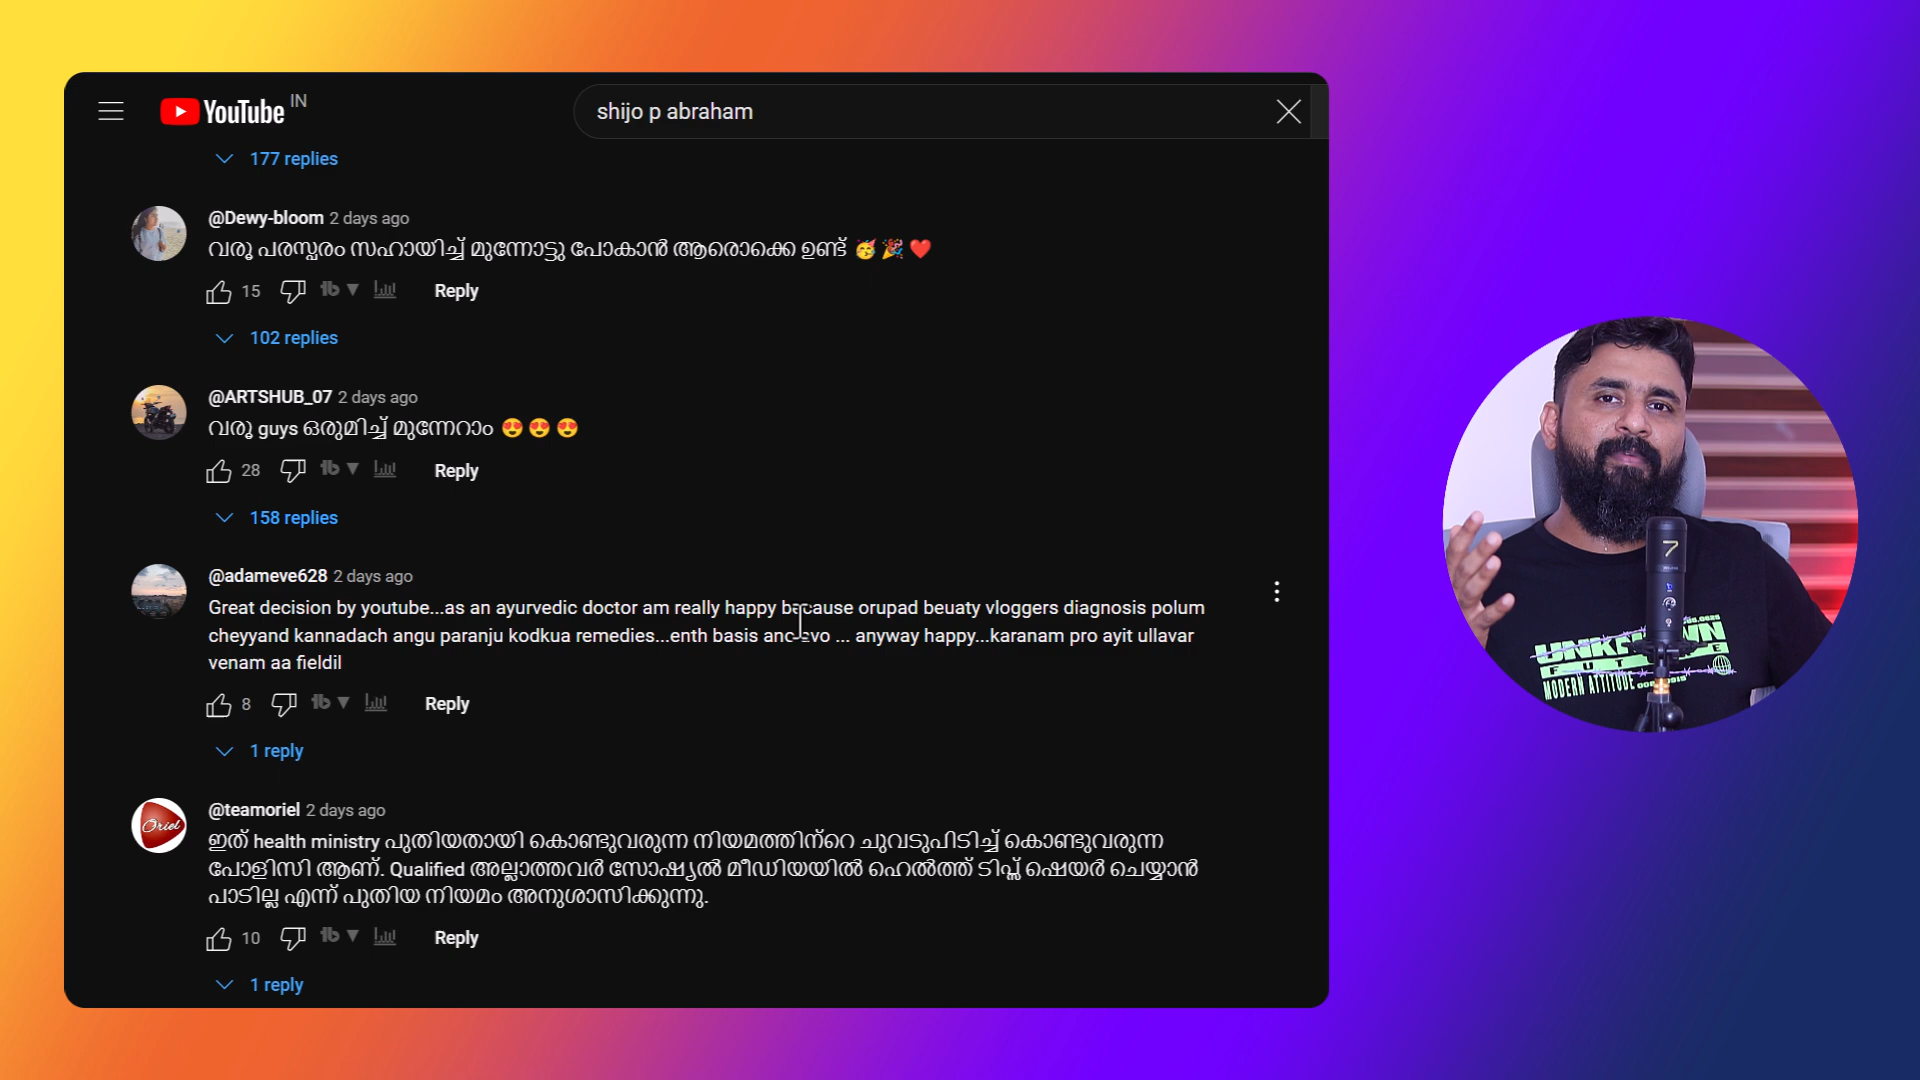 YouTube IN
shijo p abraham
177 replies
@Dewy-bloom 2 days ago
വരൂ പരസ്പരം സഹായിച്ച് മുന്നോട്ടു പോകാൻ ആരൊക്കെ ഉണ്ട് 🥳 🎉 ❤️
15 Reply
102 replies
@ARTSHUB_07 2 days ago
വരൂ guys ഒരുമിച്ച് മുന്നേറാം 😍 😍 😍
28 Reply
158 replies
@adameve628 2 days ago
Great decision by youtube...as an ayurvedic doctor am really happy because orupad beuaty vloggers diagnosis polum
cheyyand kannadach angu paranju kodkua remedies...enth basis ... anyway happy...karanam pro ayit ullavar
venam aa fieldil
8 Reply
1 reply
Oriel
@teamoriel 2 days ago
ഇത് health ministry പുതിയതായി കൊണ്ടുവരുന്ന നിയമത്തിന്റെ ചുവടുപിടിച്ച് കൊണ്ടുവരുന്ന
പോളിസി ആണ്. Qualified അല്ലാത്തവർ സോഷ്യൽ മീഡിയയിൽ ഹെൽത്ത് ടിപ്സ് ഷെയർ ചെയ്യാൻ
പാടില്ല എന്ന് പുതിയ നിയമം അനുശാസിക്കുന്നു.
10 Reply
1 reply
7
UNKNOWN
MODERN ATTITUDE